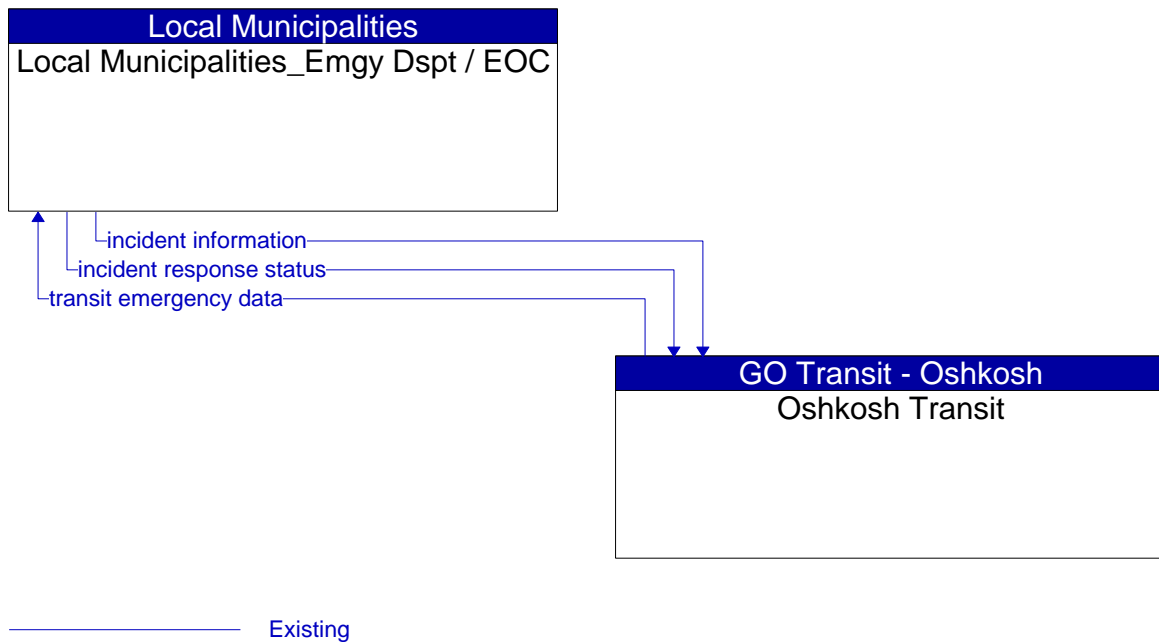 Local Municipalities
Local Municipalities_Emgy Dspt / EOC
incident information
incident response status
transit emergency data
GO Transit - Oshkosh
Oshkosh Transit
Existing